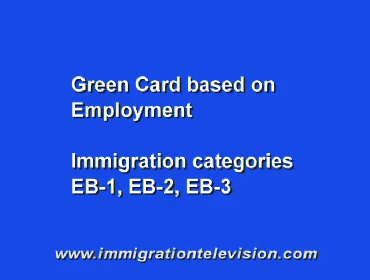 Green Card based on
Employment
Immigration categories
EB-1, EB-2, EB-3
www.immigrationtelevision.com